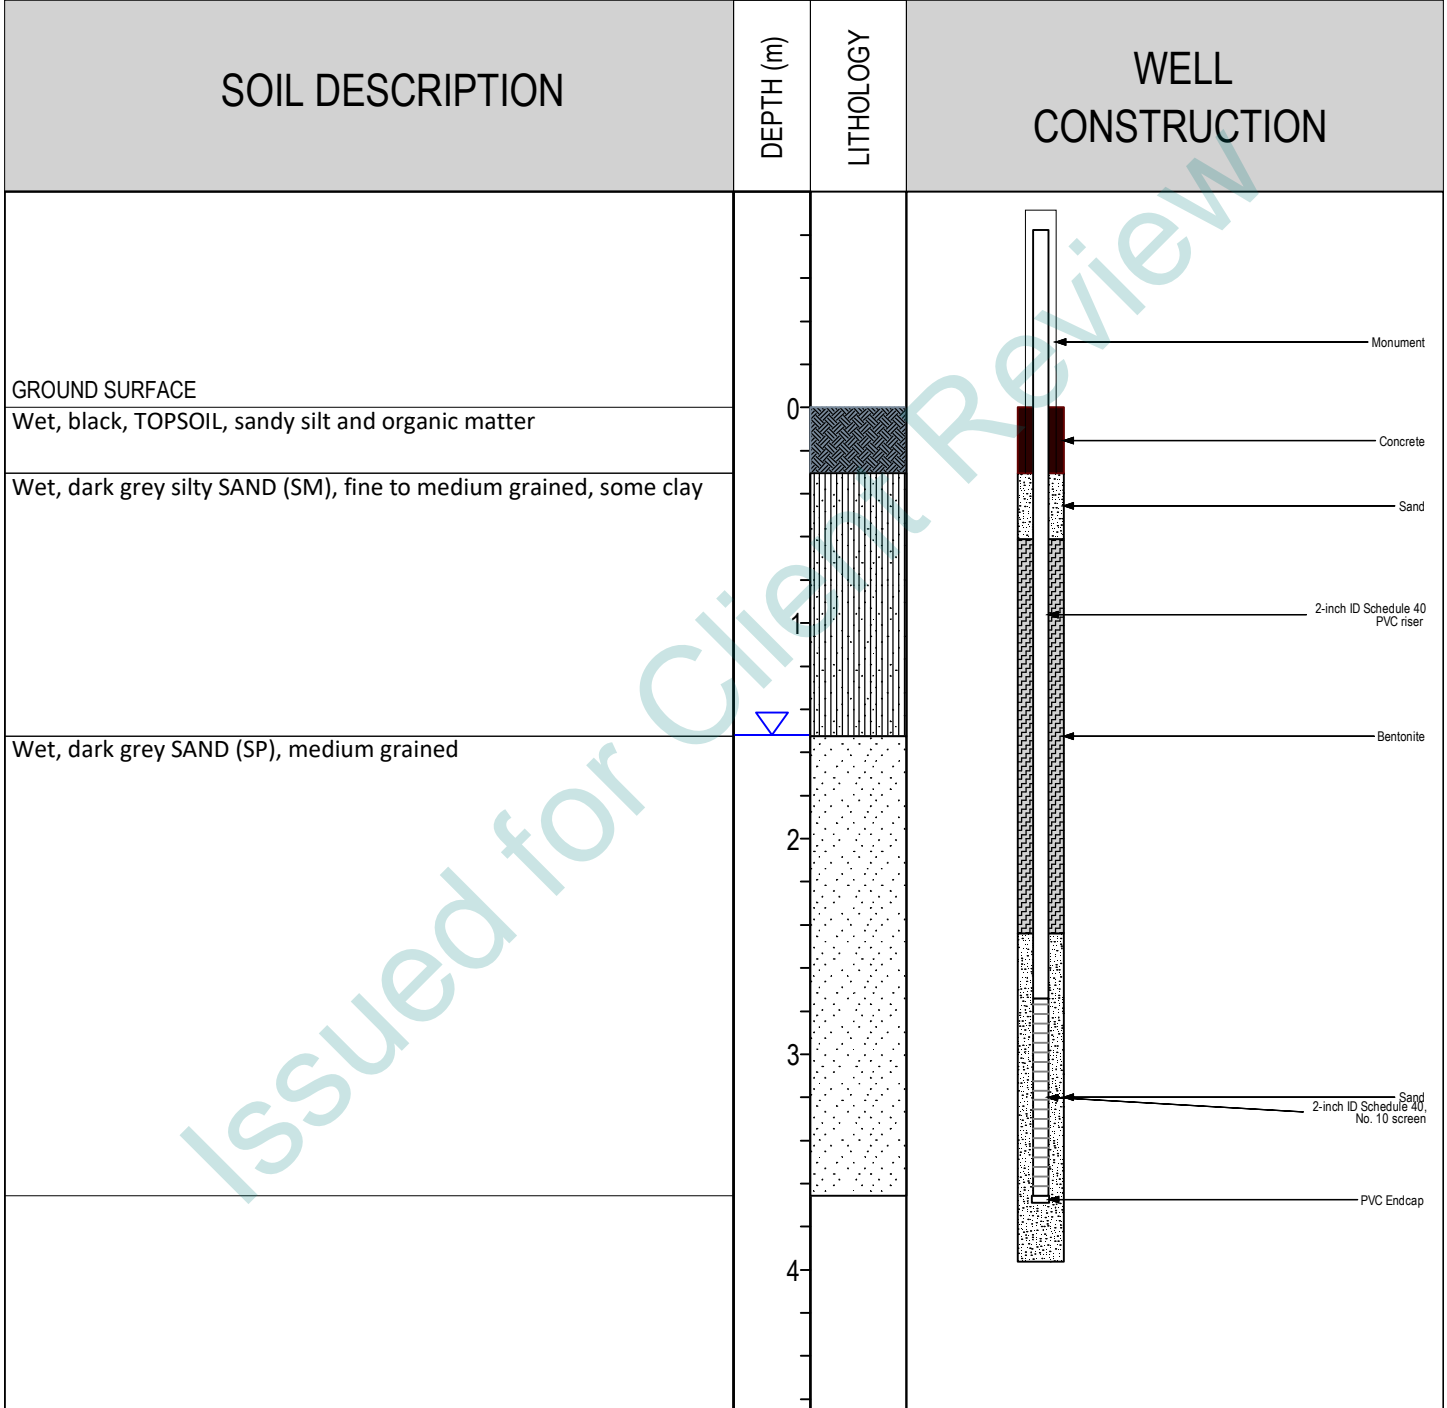 SOIL DESCRIPTION
DEPTH (m)
LITHOLOGY
WELL
CONSTRUCTION
Monument
GROUND SURFACE
0
Wet, black, TOPSOIL, sandy silt and organic matter
Concrete
Wet, dark grey silty SAND (SM), fine to medium grained, some clay
Sand
2-inch ID Schedule 40
PVC riser
1
Wet, dark grey SAND (SP), medium grained
Bentonite
2
3
Sand
2-inch ID Schedule 40,
No. 10 screen
PVC Endcap
4
Issued for Client Review